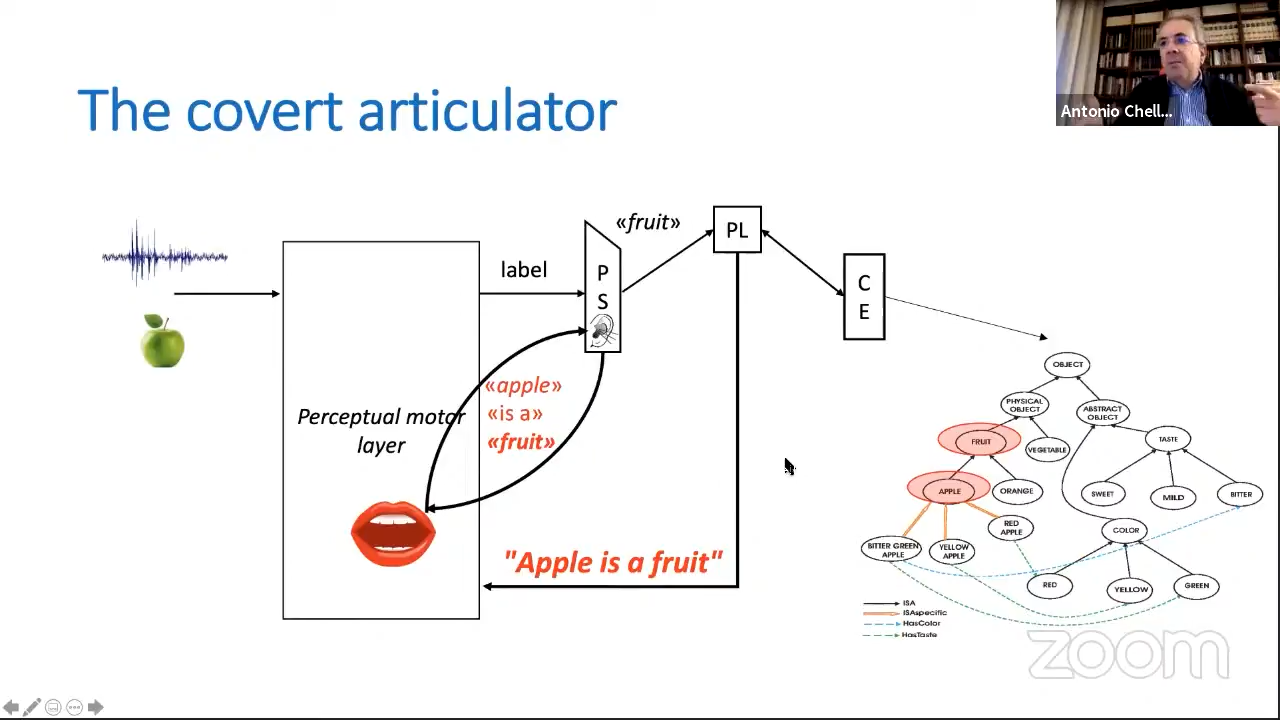 The covert articulator
Antonio Chell...
«fruit»
PL
label
P
S
C
E
«apple»
«is a»
«fruit»
Perceptual motor
layer
"Apple is a fruit"
OBJECT
PHYSICAL
OBJECT
ABSTRACT
OBJECT
FRUIT
VEGETABLE
TASTE
APPLE
ORANGE
SWEET
MILD
BITTER
RED
APPLE
COLOR
BITTER GREEN
APPLE
YELLOW
APPLE
RED
YELLOW
GREEN
ISA
ISAspecific
HasColor
HasTaste
zoom